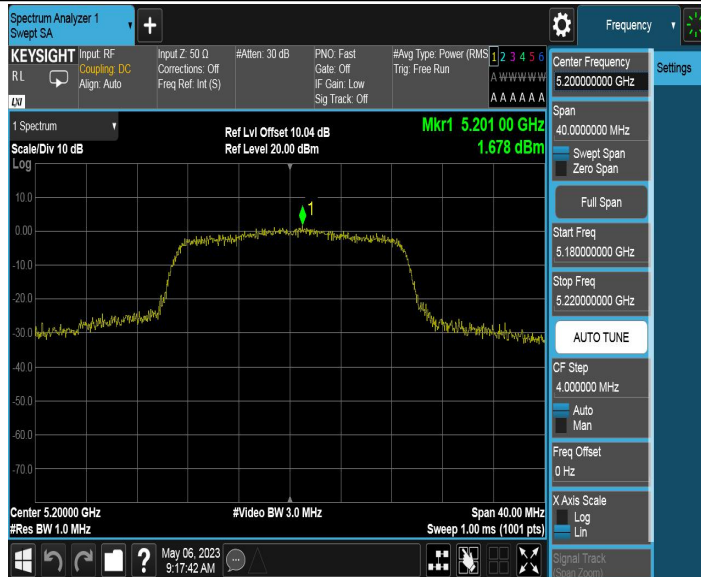 Spectrum Analyzer 1
Swept SA
+
Frequency
KEYSIGHT
RL
LXI
Input: RF
Coupling: DC
Align: Auto
Input Z: 50 Ω
Corrections: Off
Freq Ref: Int (S)
#Atten: 30 dB
PNO: Fast
Gate: Off
IF Gain: Low
Sig Track: Off
#Avg Type: Power (RMS
Trig: Free Run
1 2 3 4 5 6
A W W W W W
A A A A A A
1 Spectrum
Scale/Div 10 dB
Log
Ref Lvl Offset 10.04 dB
Ref Level 20.00 dBm
Mkr1 5.201 00 GHz
1.678 dBm
10.0
0.00
-10.0
-20.0
-30.0
-40.0
-50.0
-60.0
-70.0
1
Center 5.20000 GHz
#Res BW 1.0 MHz
#Video BW 3.0 MHz
Span 40.00 MHz
Sweep 1.00 ms (1001 pts)
Center Frequency
5.200000000 GHz
Span
40.0000000 MHz
Swept Span
Zero Span
Full Span
Start Freq
5.180000000 GHz
Stop Freq
5.220000000 GHz
AUTO TUNE
CF Step
4.000000 MHz
Auto
Man
Freq Offset
0 Hz
X Axis Scale
Log
Lin
Signal Track
(Span Zoom)
Settings
?
May 06, 2023
9:17:42 AM